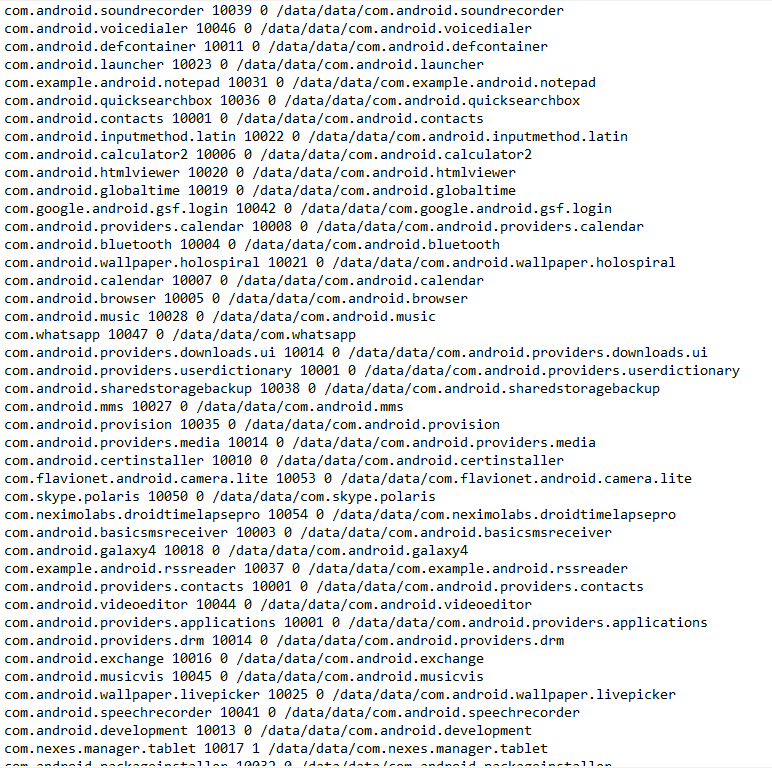 com.android.soundrecorder 10039 0 /data/data/com.android.soundrecorder
com.android.voicedialer 10046 0 /data/data/com.android.voicedialer
com.android.defcontainer 10011 0 /data/data/com.android.defcontainer
com.android.launcher 10023 0 /data/data/com.android.launcher
com.example.android.notepad 10031 0 /data/data/com.example.android.notepad
com.android.quicksearchbox 10036 0 /data/data/com.android.quicksearchbox
com.android.contacts 10001 0 /data/data/com.android.contacts
com.android.inputmethod.latin 10022 0 /data/data/com.android.inputmethod.latin
com.android.calculator2 10006 0 /data/data/com.android.calculator2
com.android.htmlviewer 10020 0 /data/data/com.android.htmlviewer
com.android.globaltime 10019 0 /data/data/com.android.globaltime
com.google.android.gsf.login 10042 0 /data/data/com.google.android.gsf.login
com.android.providers.calendar 10008 0 /data/data/com.android.providers.calendar
com.android.bluetooth 10004 0 /data/data/com.android.bluetooth
com.android.wallpaper.holospiral 10021 0 /data/data/com.android.wallpaper.holospiral
com.android.calendar 10007 0 /data/data/com.android.calendar
com.android.browser 10005 0 /data/data/com.android.browser
com.android.music 10028 0 /data/data/com.android.music
com.whatsapp 10047 0 /data/data/com.whatsapp
com.android.providers.downloads.ui 10014 0 /data/data/com.android.providers.downloads.ui
com.android.providers.userdictionary 10001 0 /data/data/com.android.providers.userdictionary
com.android.sharedstoragebackup 10038 0 /data/data/com.android.sharedstoragebackup
com.android.mms 10027 0 /data/data/com.android.mms
com.android.provision 10035 0 /data/data/com.android.provision
com.android.providers.media 10014 0 /data/data/com.android.providers.media
com.android.certinstaller 10010 0 /data/data/com.android.certinstaller
com.flavionet.android.camera.lite 10053 0 /data/data/com.flavionet.android.camera.lite
com.skype.polaris 10050 0 /data/data/com.skype.polaris
com.neximolabs.droidtimelapsepro 10054 0 /data/data/com.neximolabs.droidtimelapsepro
com.android.basicsmsreceiver 10003 0 /data/data/com.android.basicsmsreceiver
com.android.galaxy4 10018 0 /data/data/com.android.galaxy4
com.example.android.rssreader 10037 0 /data/data/com.example.android.rssreader
com.android.providers.contacts 10001 0 /data/data/com.android.providers.contacts
com.android.videoeditor 10044 0 /data/data/com.android.videoeditor
com.android.providers.applications 10001 0 /data/data/com.android.providers.applications
com.android.providers.drm 10014 0 /data/data/com.android.providers.drm
com.android.exchange 10016 0 /data/data/com.android.exchange
com.android.musicvis 10045 0 /data/data/com.android.musicvis
com.android.wallpaper.livepicker 10025 0 /data/data/com.android.wallpaper.livepicker
com.android.speechrecorder 10041 0 /data/data/com.android.speechrecorder
com.android.development 10013 0 /data/data/com.android.development
com.nexes.manager.tablet 10017 1 /data/data/com.nexes.manager.tablet